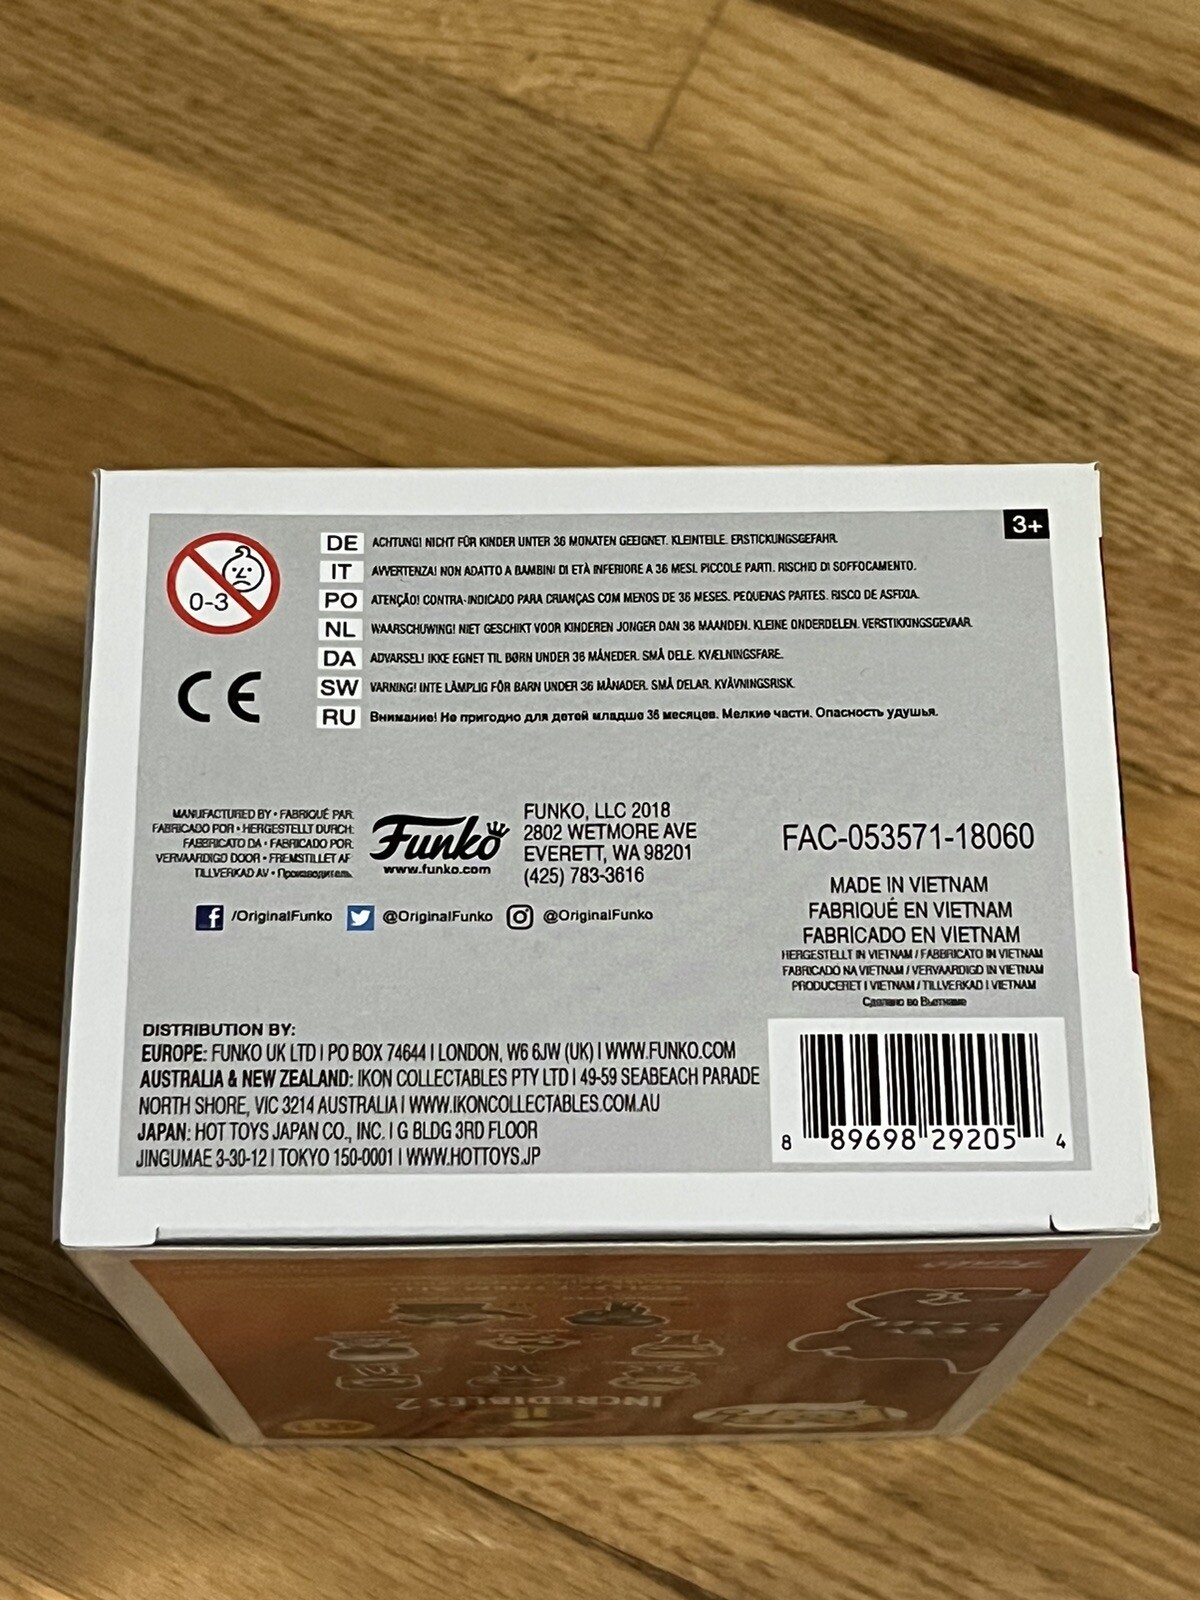 3+
0-3
CE
DE ACHTUNG! NICHT FÜR KINDER UNTER 36 MONATEN GEEIGNET. KLEINTEILE. ERSTICKUNGSGEFAHR.
IT AVVERTENZA! NON ADATTO A BAMBINI DI ETÀ INFERIORE A 36 MESI. PICCOLE PARTI. RISCHIO DI SOFFOCAMENTO.
PO ATENÇÃO! CONTRA-INDICADO PARA CRIANÇAS COM MENOS DE 36 MESES. PEQUENAS PARTES. RISCO DE ASFIXIA.
NL WAARSCHUWING! NIET GESCHIKT VOOR KINDEREN JONGER DAN 36 MAANDEN. KLEINE ONDERDELEN. VERSTIKKINGSGEVAAR.
DA ADVARSEL! IKKE EGNET TIL BØRN UNDER 36 MÅNEDER. SMÅ DELE. KVÆLNINGSFARE.
SW VARNING! INTE LÄMPLIG FÖR BARN UNDER 36 MÅNADER. SMÅ DELAR. KVÄVNINGSRISK.
RU Внимание! Не пригодно для детей младше 36 месяцев. Мелкие части. Опасность удушья.
MANUFACTURED BY • FABRIQUÉ PAR:
FABRICADO POR • HERGESTELLT DURCH:
FABBRICATO DA • FABRICADO POR:
VERVAARDIGD DOOR • FREMSTILLET AF:
TILLVERKAD AV • Производитель:
Funko
www.funko.com
FUNKO, LLC 2018
2802 WETMORE AVE
EVERETT, WA 98201
(425) 783-3616
/OriginalFunko @OriginalFunko @OriginalFunko
FAC-053571-18060
MADE IN VIETNAM
FABRIQUÉ EN VIETNAM
FABRICADO EN VIETNAM
HERGESTELLT IN VIETNAM / FABBRICATO IN VIETNAM
FABRICADO NA VIETNAM / VERVAARDIGD IN VIETNAM
PRODUCERET I VIETNAM / TILLVERKAD I VIETNAM
Сделано во Вьетнаме
DISTRIBUTION BY:
EUROPE: FUNKO UK LTD | PO BOX 74644 | LONDON, W6 6JW (UK) | WWW.FUNKO.COM
AUSTRALIA & NEW ZEALAND: IKON COLLECTABLES PTY LTD | 49-59 SEABEACH PARADE
NORTH SHORE, VIC 3214 AUSTRALIA | WWW.IKONCOLLECTABLES.COM.AU
JAPAN: HOT TOYS JAPAN CO., INC. | G BLDG 3RD FLOOR
JINGUMAE 3-30-12 | TOKYO 150-0001 | WWW.HOTTOYS.JP
8 89698 29205 4
INCREDIBLES 2